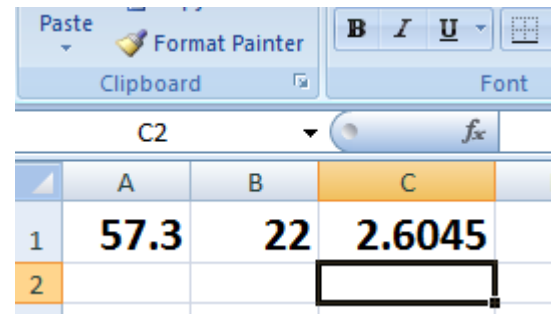 Paste
Format Painter
B I U
Clipboard
Font
C2
fx
A B C
1 57.3 22 2.6045
2